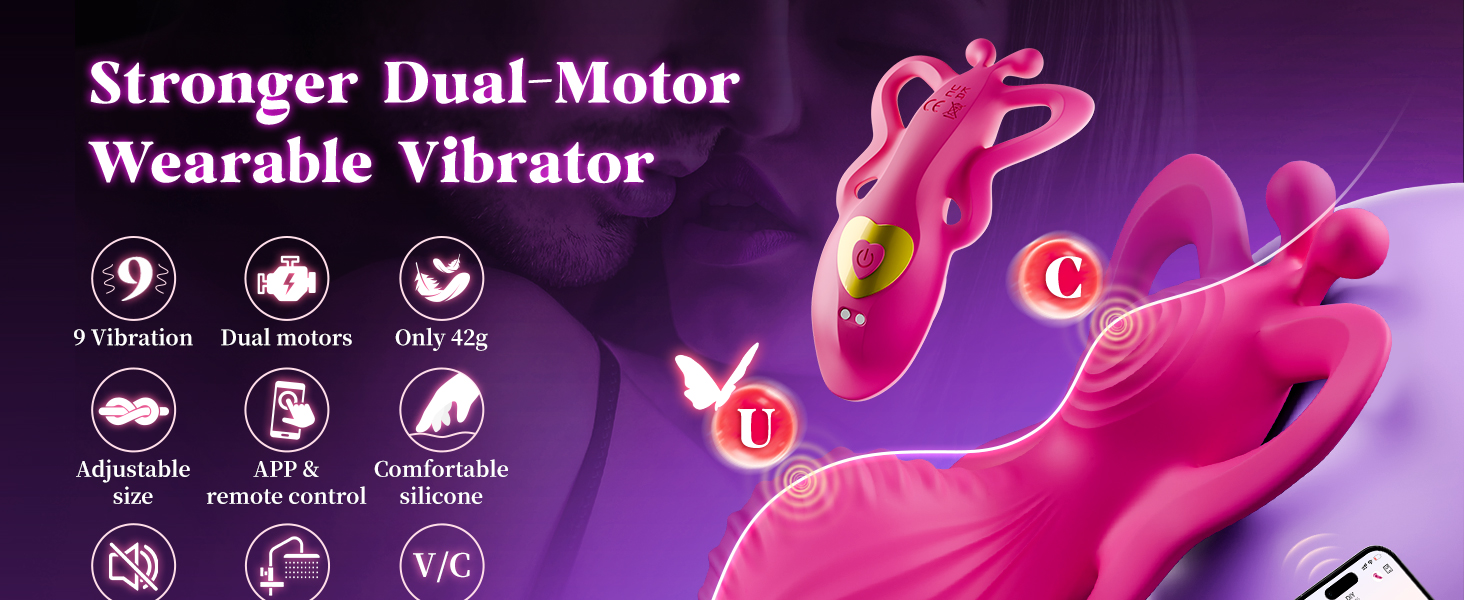 Stronger Dual-Motor
Wearable Vibrator
9
9 Vibration
Dual motors
Only 42g
Adjustable
size
APP &
remote control
Comfortable
silicone
V/C
U
C
CE